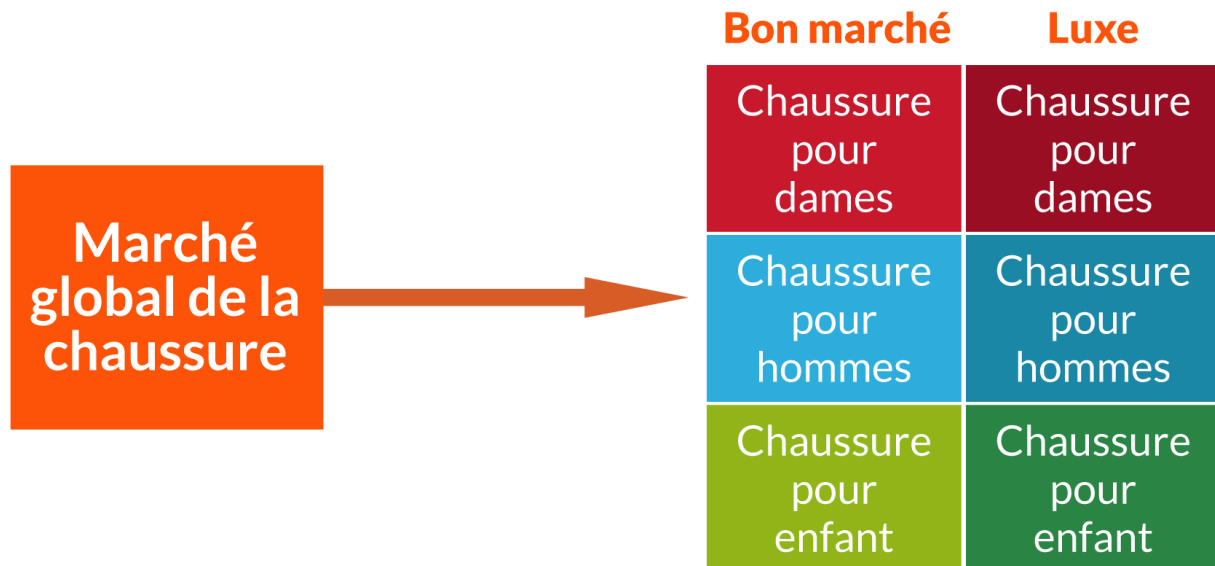 Bon marché Luxe
Marché
global de la
chaussure
Chaussure
pour
dames
Chaussure
pour
dames
Chaussure
pour
hommes
Chaussure
pour
hommes
Chaussure
pour
enfant
Chaussure
pour
enfant